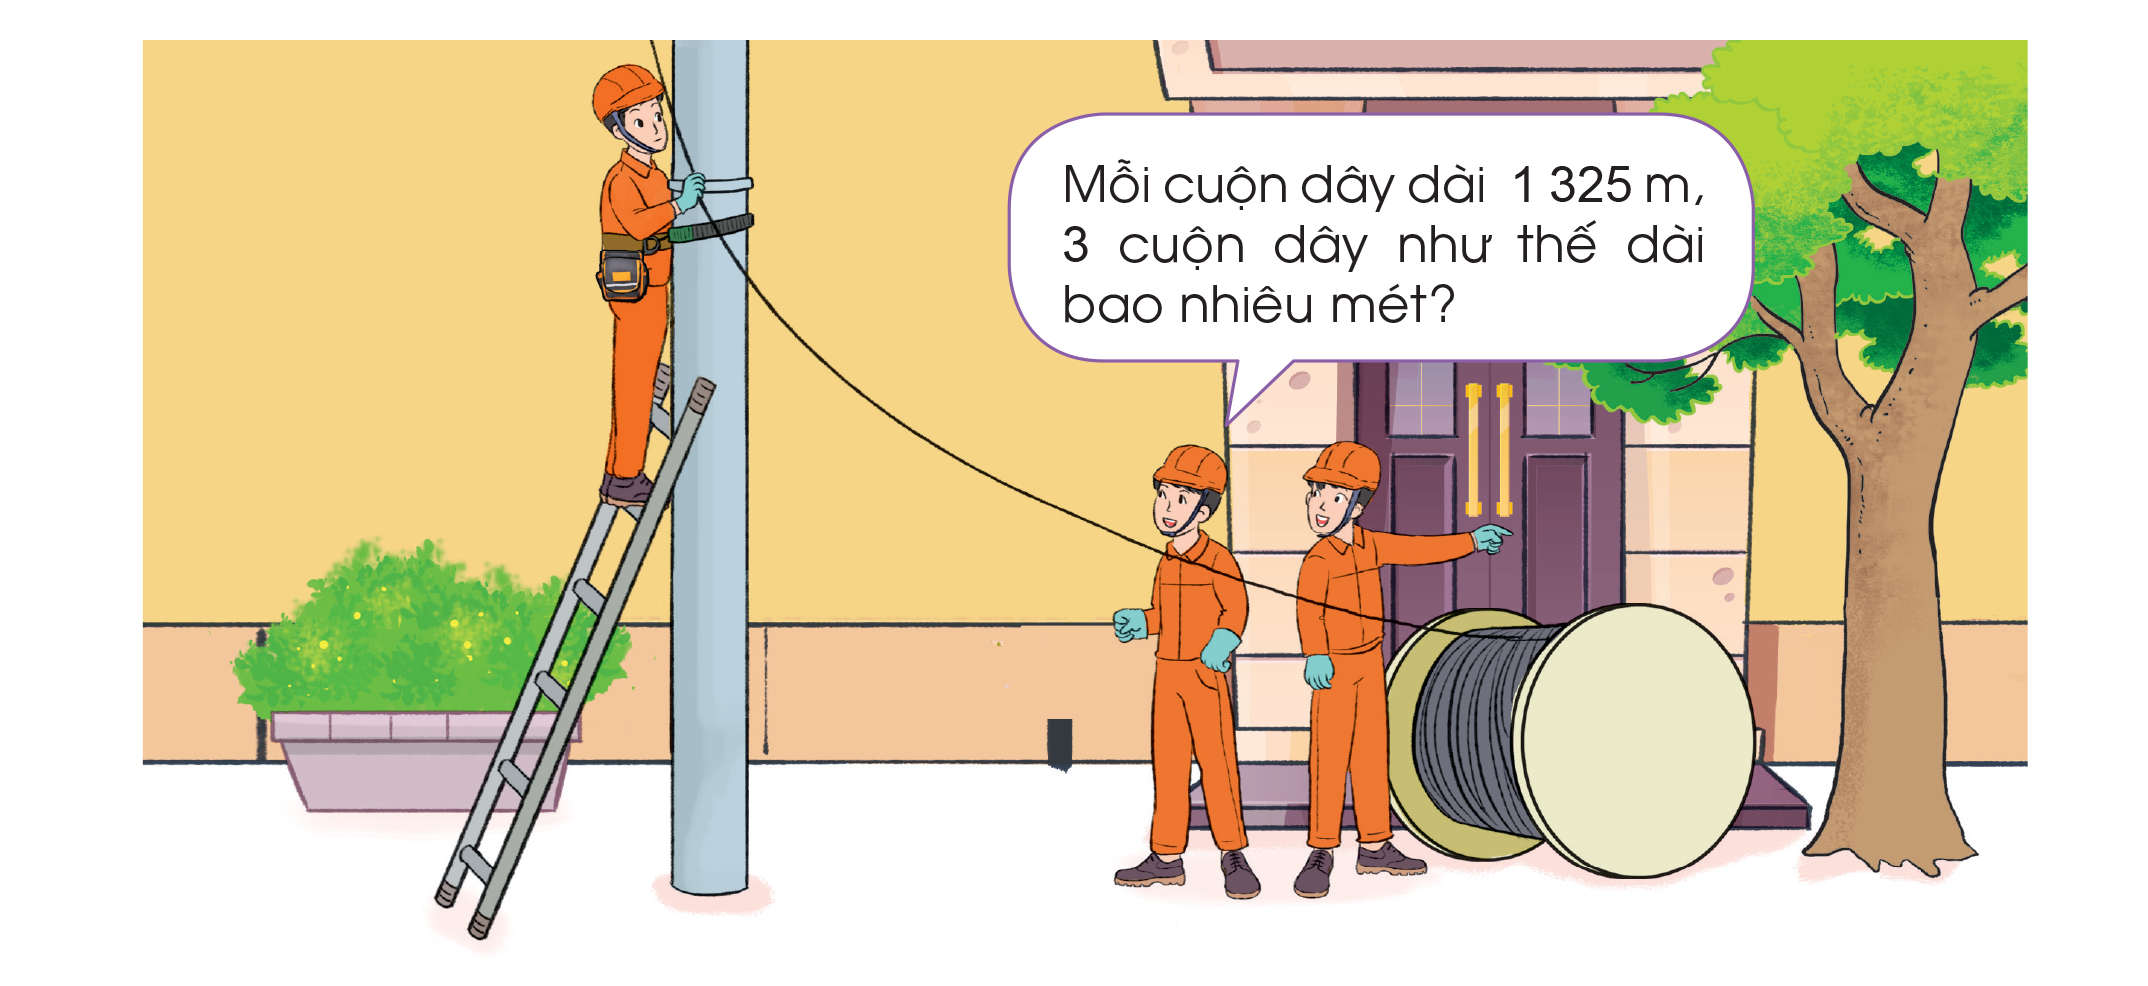 Mỗi cuộn dây dài 1 325 m,
3 cuộn dây như thế dài
bao nhiêu mét?